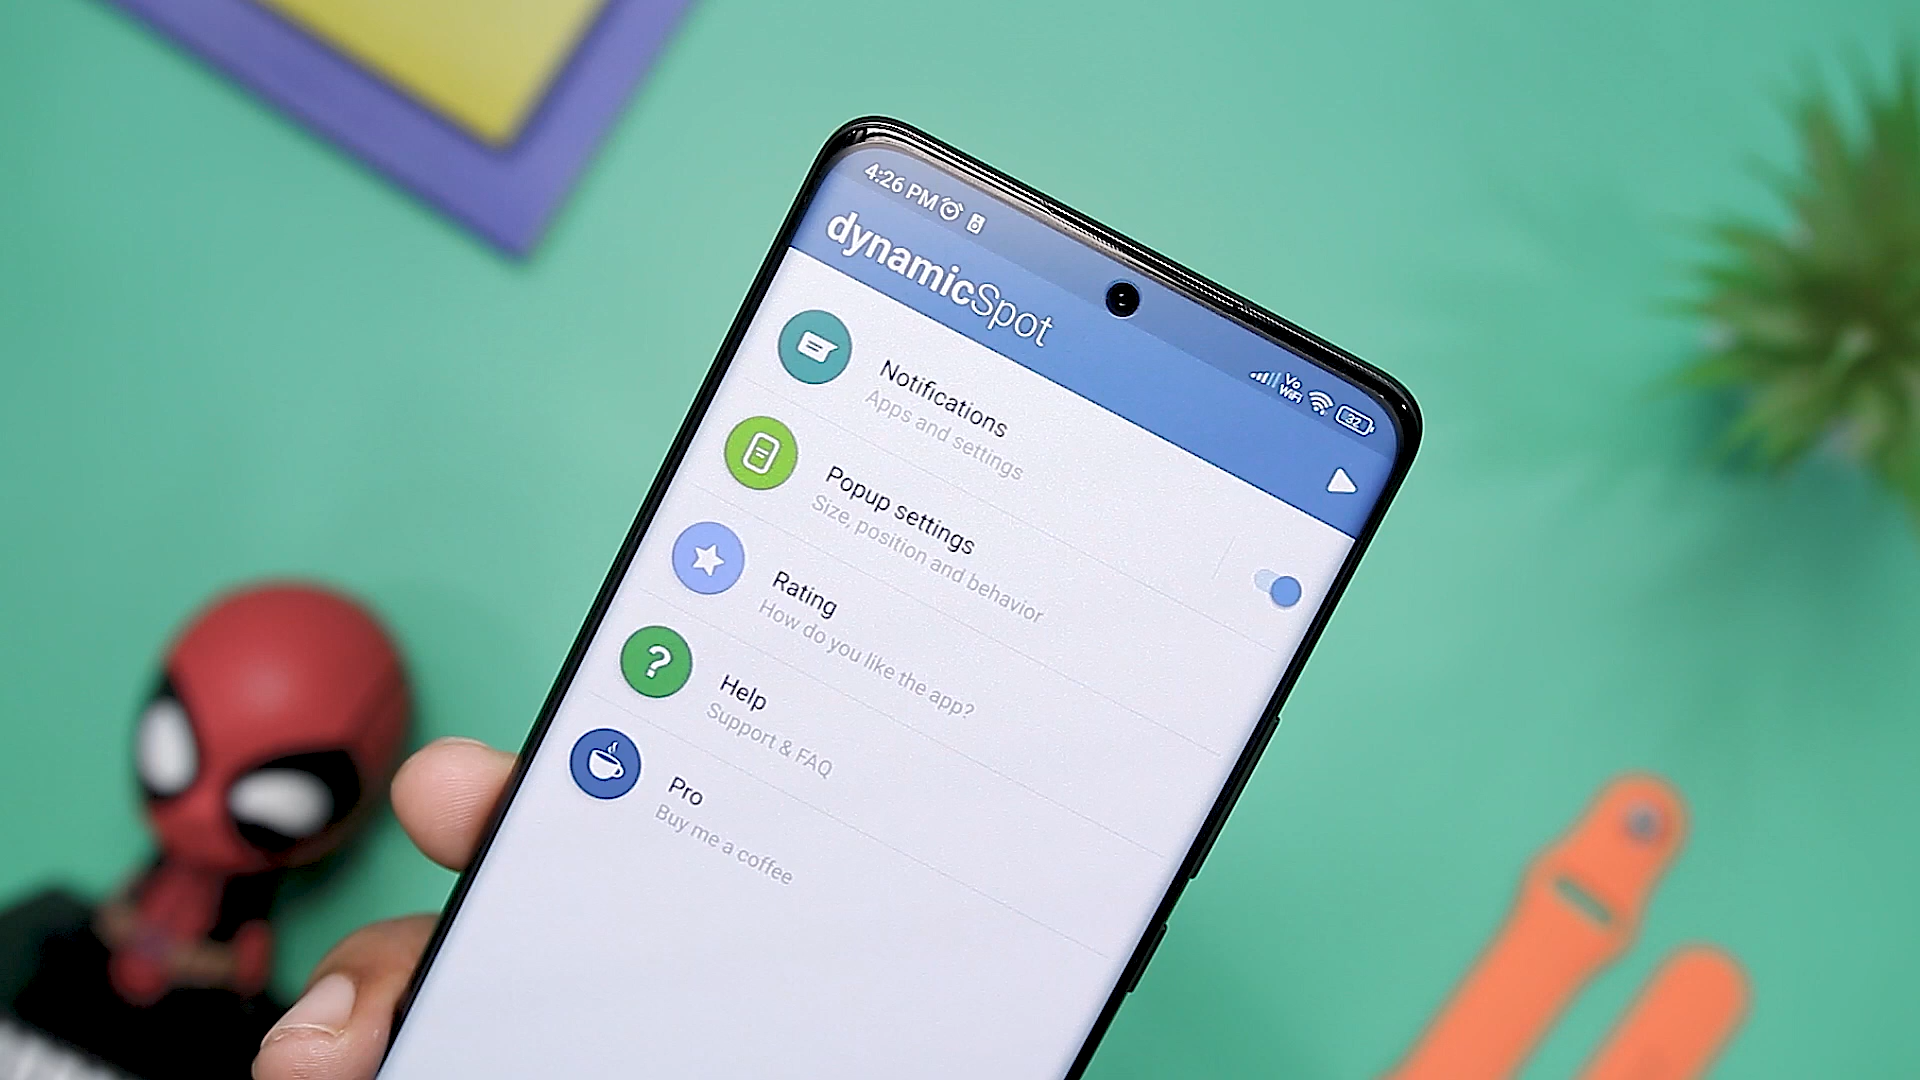 4:26 PM
Vo
WiFi
32
dynamicSpot
Notifications
Apps and settings
Popup settings
Size, position and behavior
Rating
How do you like the app?
?
Help
Support & FAQ
Pro
Buy me a coffee